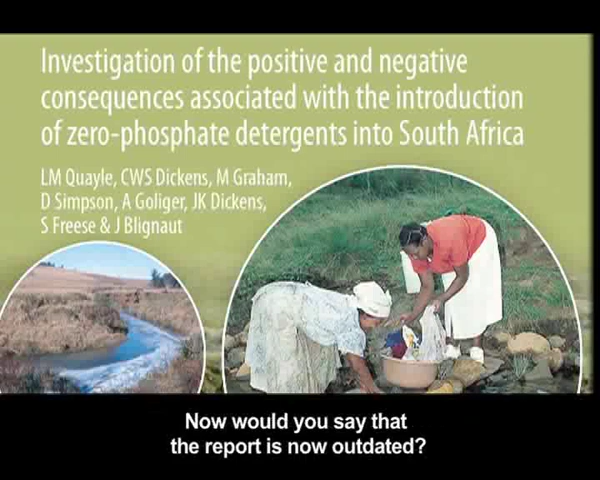 Investigation of the positive and negative
consequences associated with the introduction
of zero-phosphate detergents into South Africa
LM Quayle, CWS Dickens, M Graham,
D Simpson, A Goliger, JK Dickens,
S Freese & J Blignaut
Now would you say that
the report is now outdated?